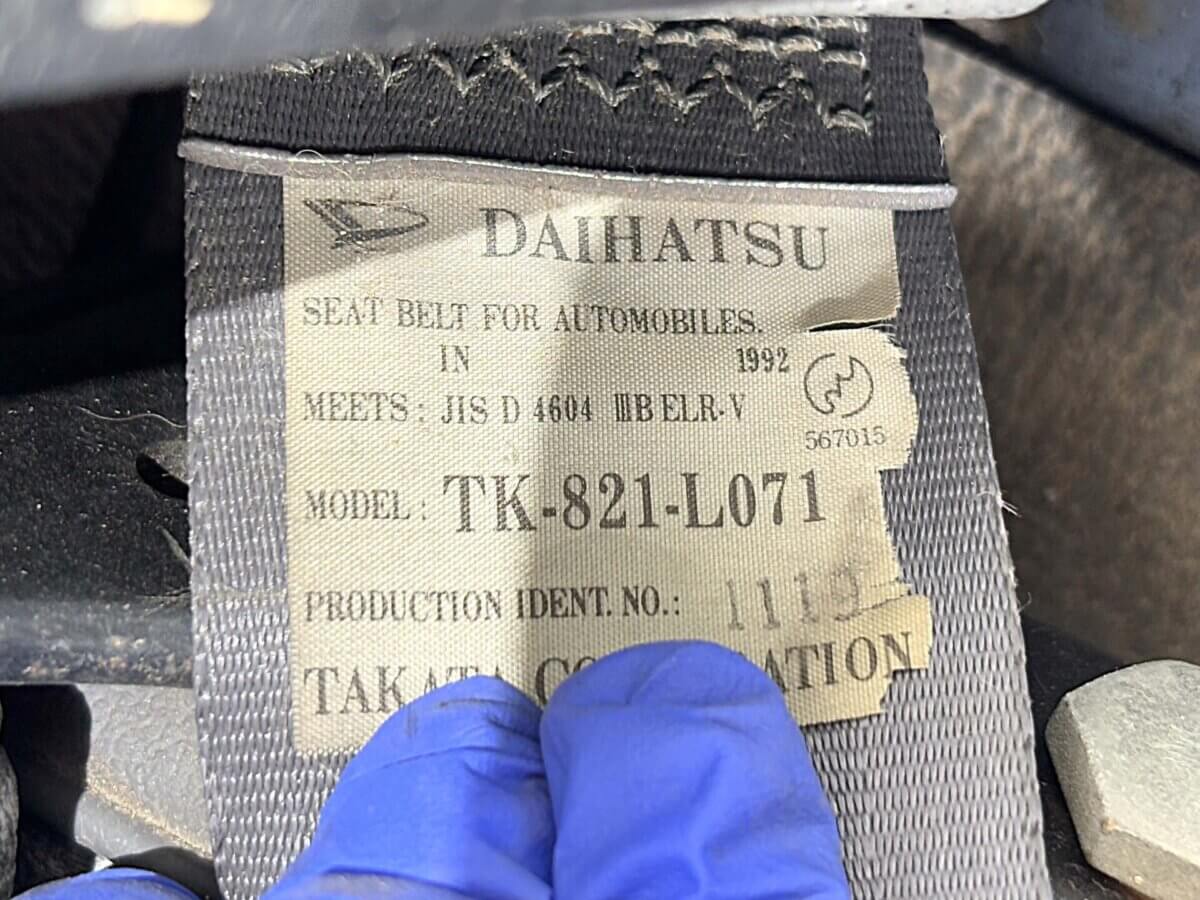 DAIHATSU
SEAT BELT FOR AUTOMOBILES.
IN 1992
MEETS: JIS D 4604 ⅢB ELR·V
567015
MODEL: TK-821-L071
PRODUCTION IDENT. NO.: 1119